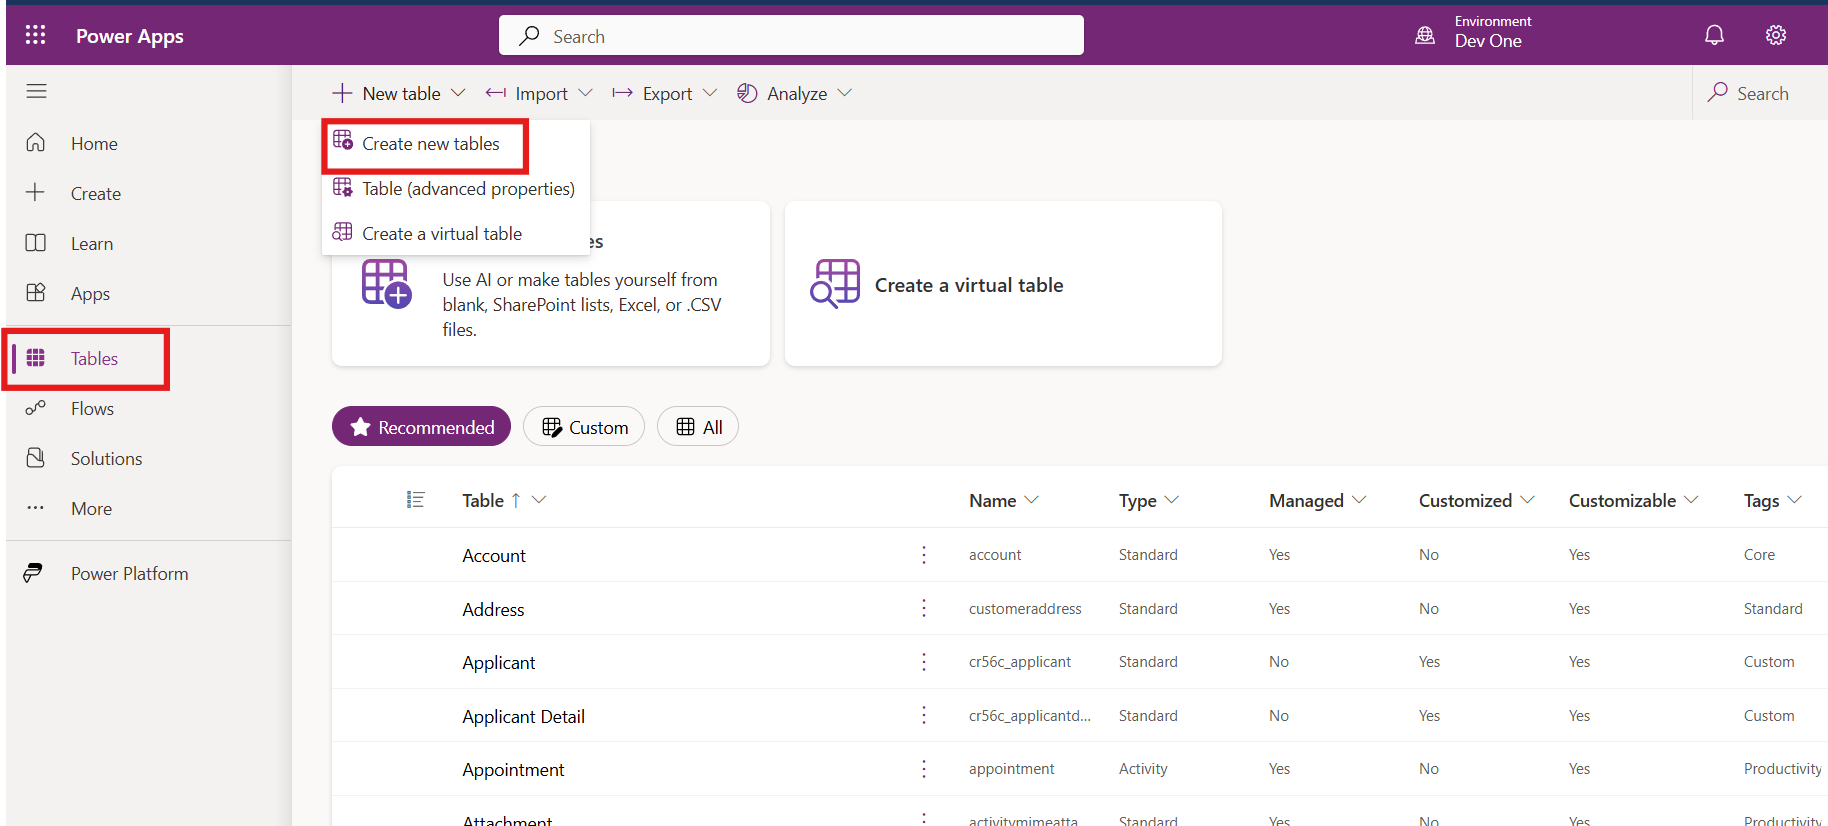 Power Apps
Search
Environment
Dev One
New table
Import
Export
Analyze
Search
Home
Create
Learn
Apps
Tables
Flows
Solutions
More
Power Platform
Create new tables
Table (advanced properties)
Create a virtual table
es
Use AI or make tables yourself from
blank, SharePoint lists, Excel, or .CSV
files.
Create a virtual table
Recommended
Custom
All
Table ↑ Name Type Managed Customized Customizable Tags
Account account Standard Yes No Yes Core
Address customeraddress Standard Yes No Yes Standard
Applicant cr56c_applicant Standard No Yes Yes Custom
Applicant Detail cr56c_applicantd... Standard No Yes Yes Custom
Appointment appointment Activity Yes No Yes Productivity
Attachment activitymimeatta Standard Yes No Yes Productivity